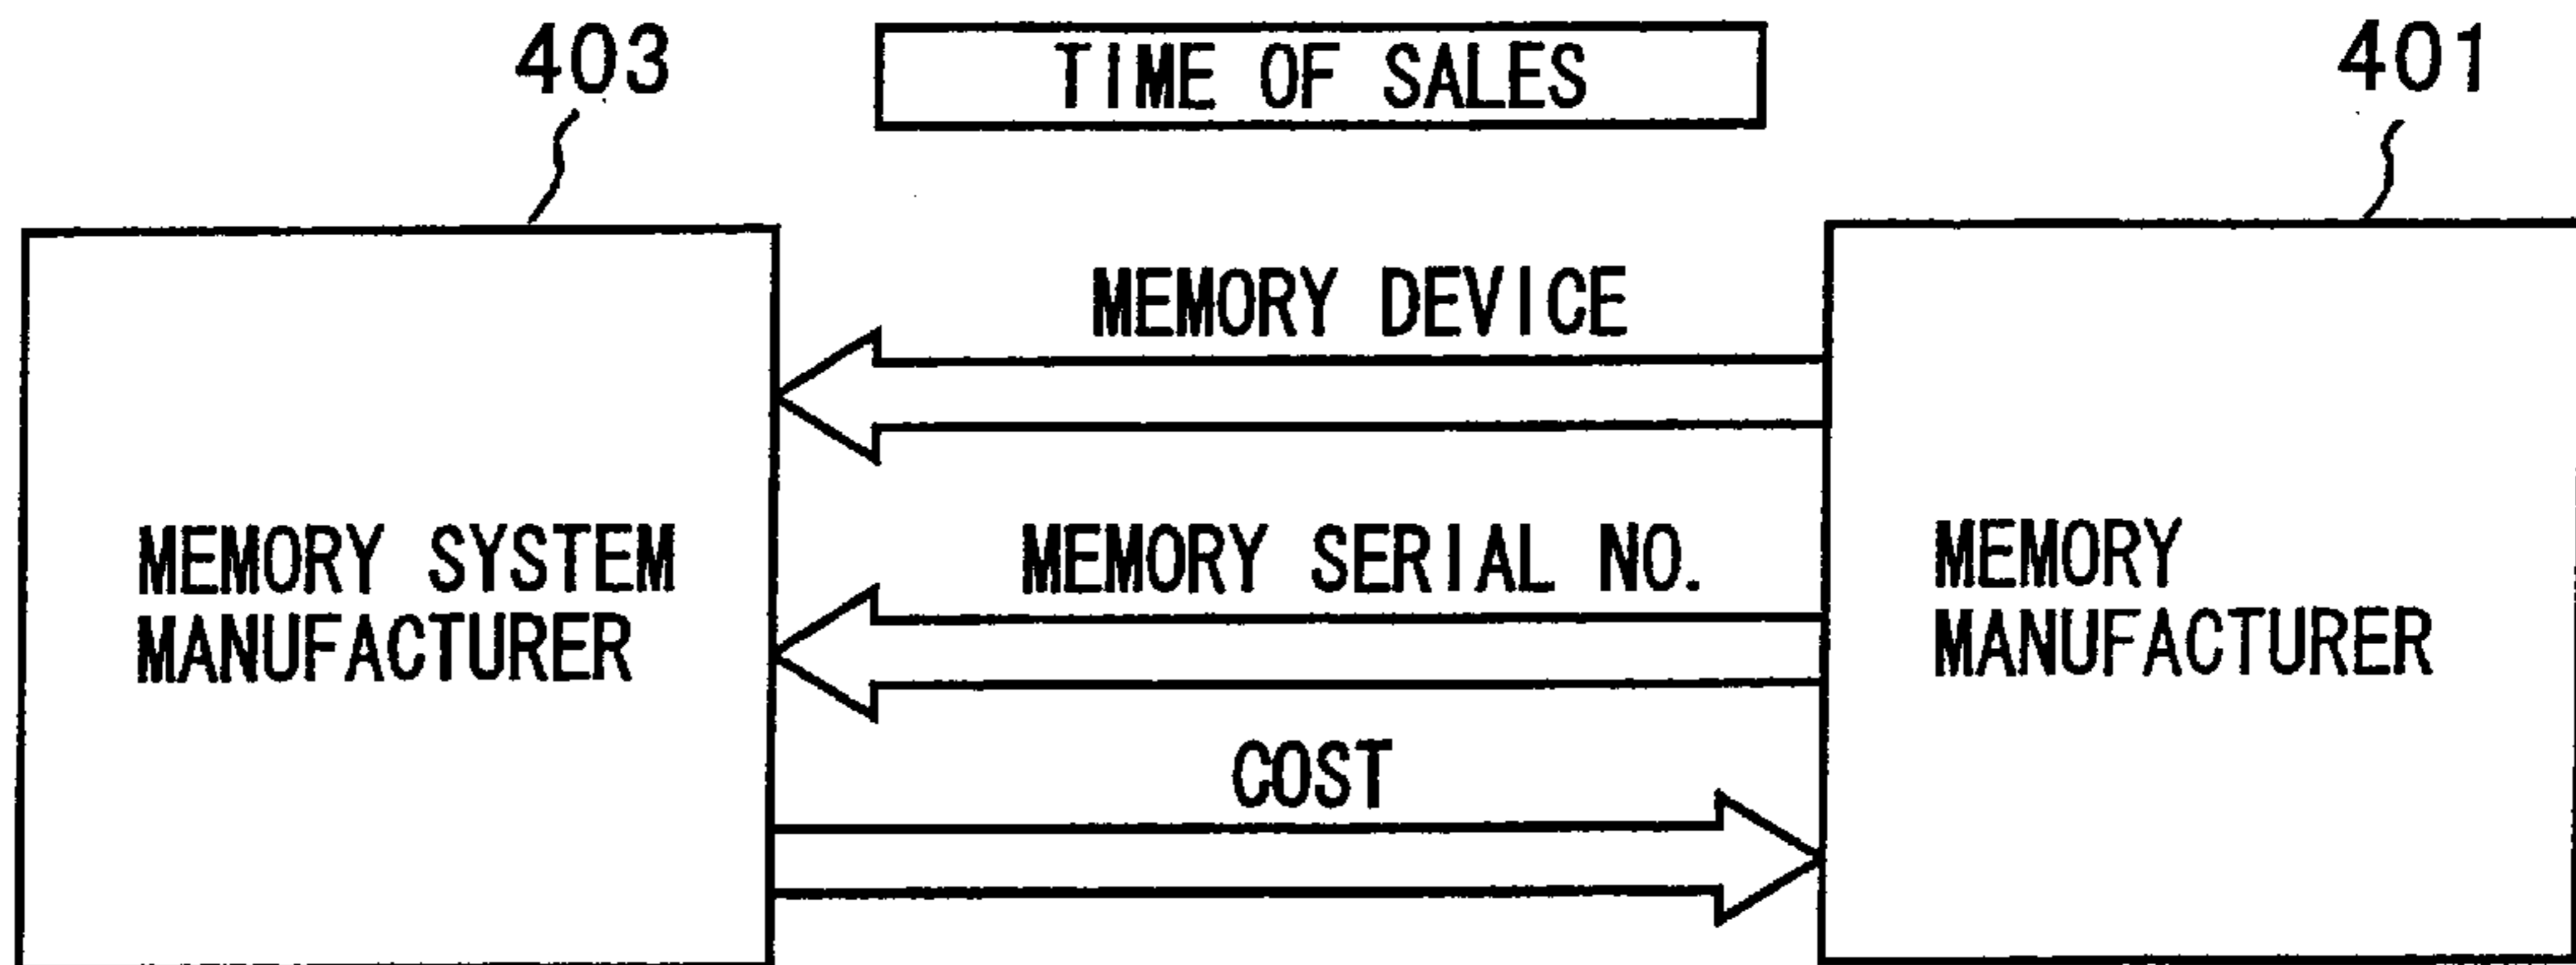 403
TIME OF SALES
401
MEMORY DEVICE
MEMORY SYSTEM
MANUFACTURER
MEMORY SERIAL NO.
MEMORY
MANUFACTURER
COST